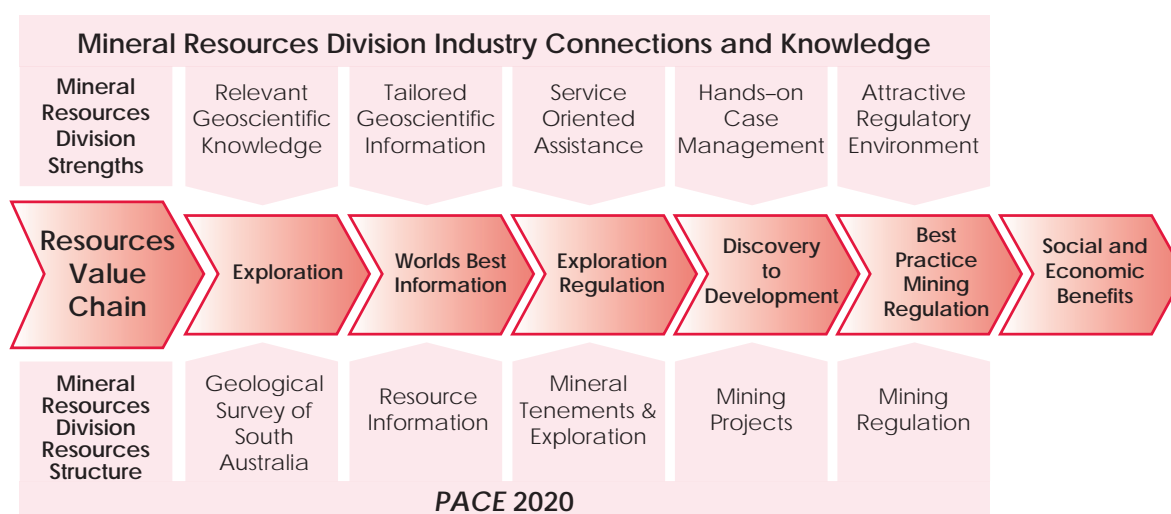 Mineral Resources Division Industry Connections and Knowledge
Mineral
Resources
Division
Strengths
Relevant
Geoscientific
Knowledge
Tailored
Geoscientific
Information
Service
Oriented
Assistance
Hands–on
Case
Management
Attractive
Regulatory
Environment
Resources
Value
Chain
Exploration
Worlds Best
Information
Exploration
Regulation
Discovery
to
Development
Best
Practice
Mining
Regulation
Social and
Economic
Benefits
Mineral
Resources
Division
Resources
Structure
Geological
Survey of
South
Australia
Resource
Information
Mineral
Tenements &
Exploration
Mining
Projects
Mining
Regulation
PACE 2020